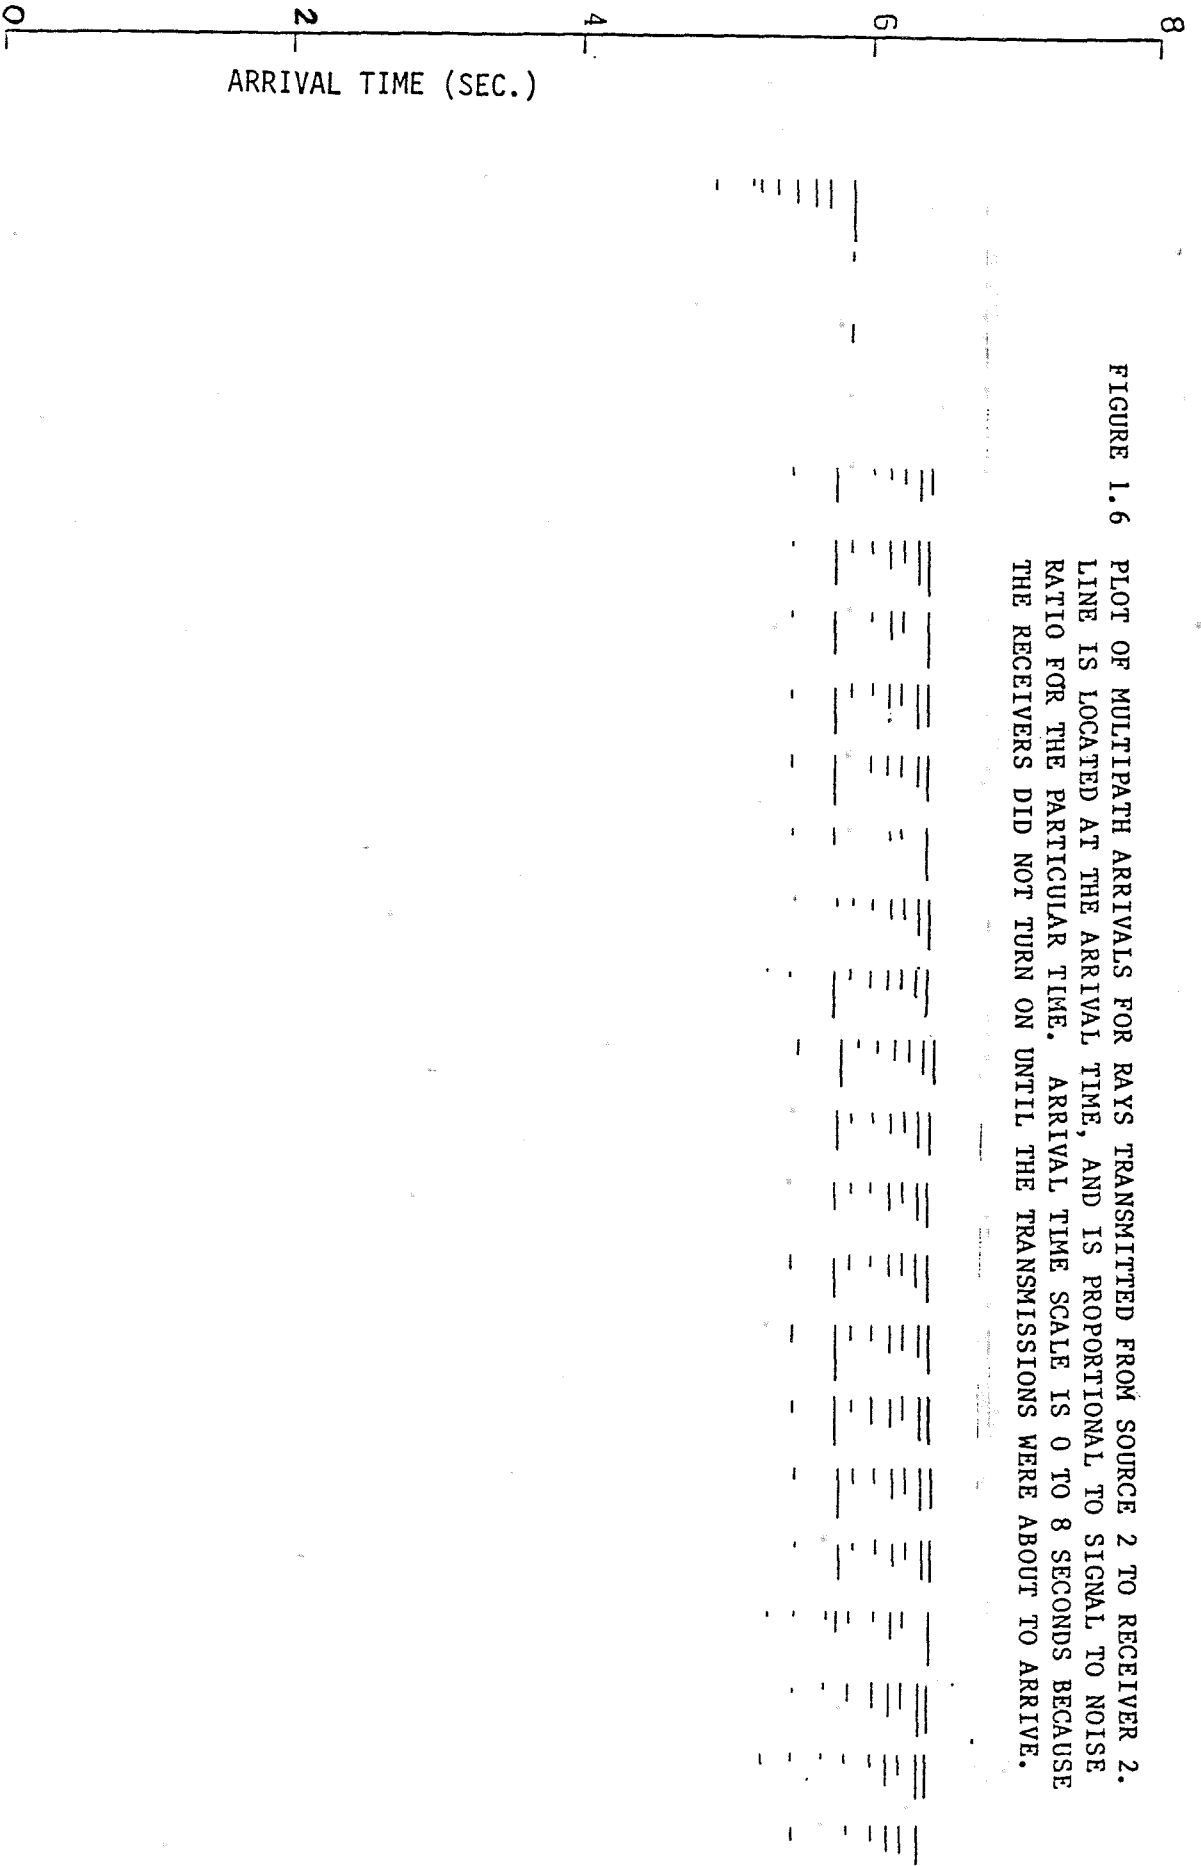 0
2
4
6
8
ARRIVAL TIME (SEC.)
FIGURE 1.6 PLOT OF MULTIPATH ARRIVALS FOR RAYS TRANSMITTED FROM SOURCE 2 TO RECEIVER 2.
LINE IS LOCATED AT THE ARRIVAL TIME, AND IS PROPORTIONAL TO SIGNAL TO NOISE
RATIO FOR THE PARTICULAR TIME. ARRIVAL TIME SCALE IS 0 TO 8 SECONDS BECAUSE
THE RECEIVERS DID NOT TURN ON UNTIL THE TRANSMISSIONS WERE ABOUT TO ARRIVE.